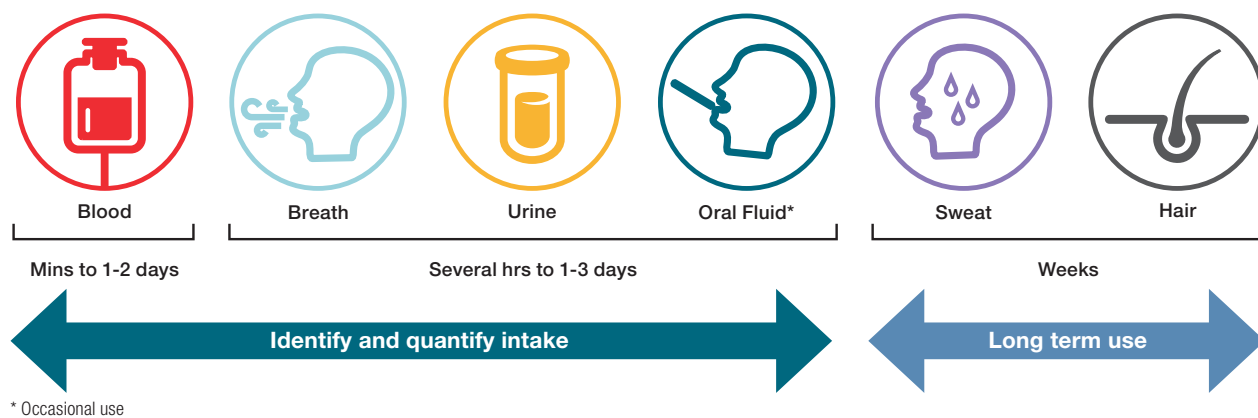 Blood
Breath
Urine
Oral Fluid*
Sweat
Hair
Mins to 1-2 days
Several hrs to 1-3 days
Weeks
Identify and quantify intake
Long term use
* Occasional use